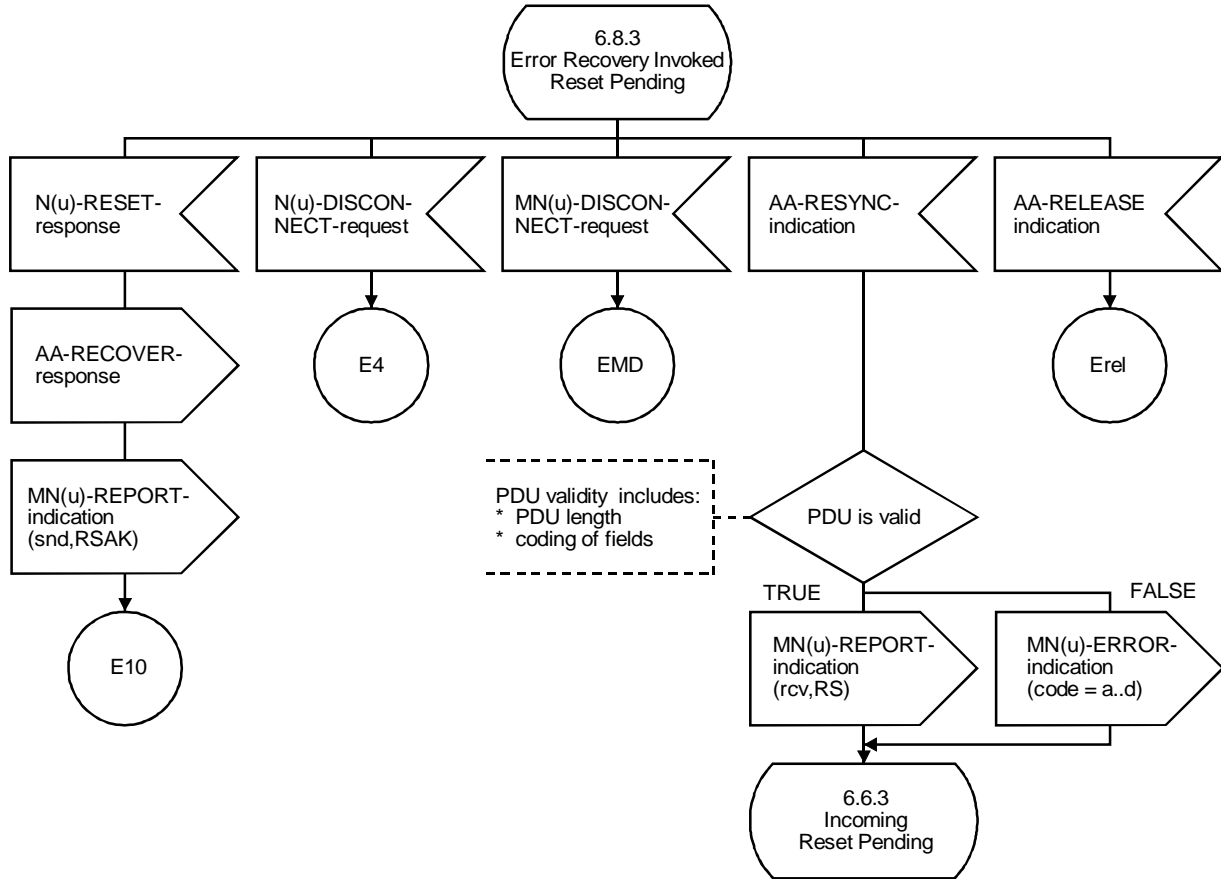 6.8.3
Error Recovery Invoked
Reset Pending
N(u)-RESET-
response
N(u)-DISCON-
NECT-request
MN(u)-DISCON-
NECT-request
AA-RESYNC-
indication
AA-RELEASE
indication
AA-RECOVER-
response
E4
EMD
Erel
MN(u)-REPORT-
indication
(snd,RSAK)
PDU validity includes:
* PDU length
* coding of fields
PDU is valid
TRUE
FALSE
E10
MN(u)-REPORT-
indication
(rcv,RS)
MN(u)-ERROR-
indication
(code = a..d)
6.6.3
Incoming
Reset Pending